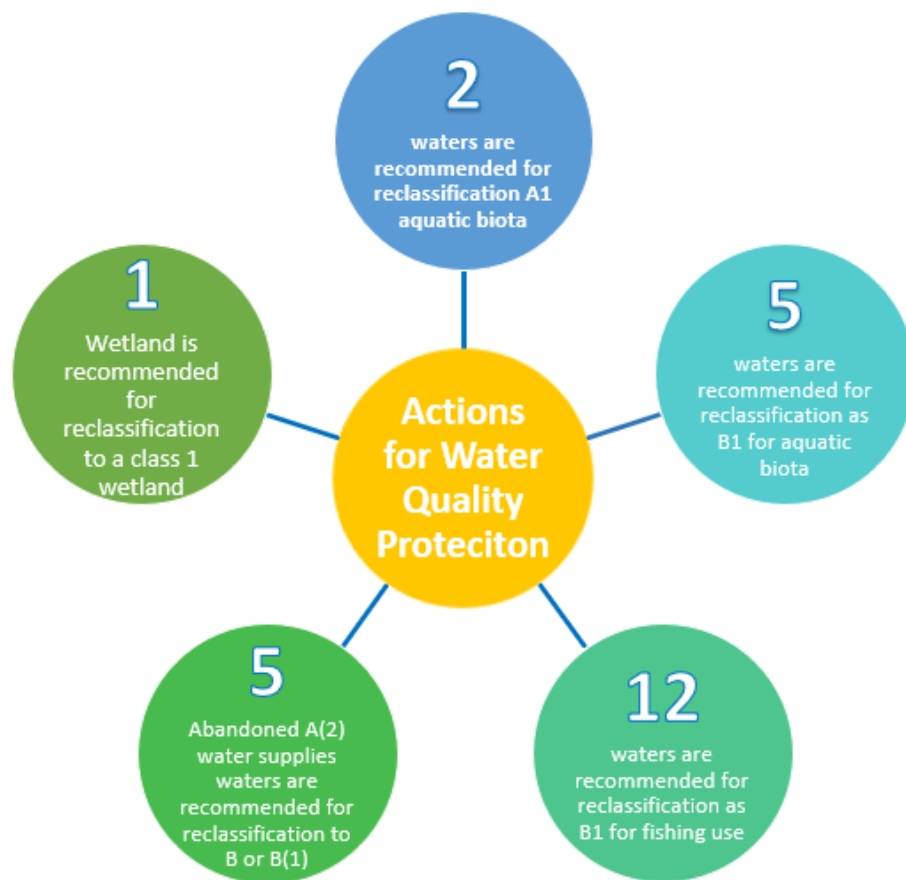 2
waters are
recommended for
reclassification A1
aquatic biota
1
Wetland is
recommended
for
reclassification
to a class 1
wetland
5
waters are
recommended for
reclassification as
B1 for aquatic
biota
Actions
for Water
Quality
Proteciton
5
Abandoned A(2)
water supplies
waters are
recommended for
reclassification to
B or B(1)
12
waters are
recommended for
reclassification as
B1 for fishing use